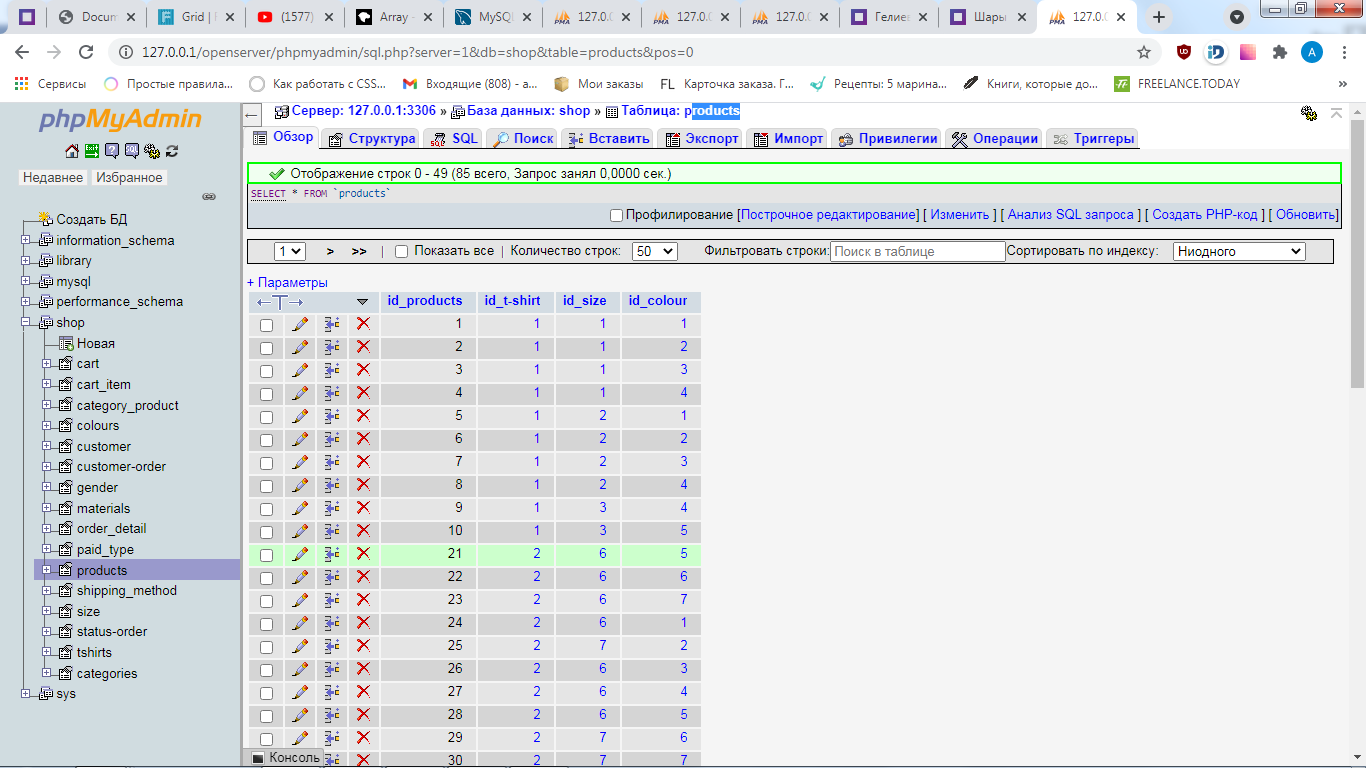 Docum
Grid | F
(1577)
Array -
MySQL
127.0.0
127.0.0
127.0.0
Гелиев
Шары
127.0.
127.0.0.1/openserver/phpmyadmin/sql.php?server=1&db=shop&table=products&pos=0
A
Сервисы
Простые правила...
Как работать с CSS...
Входящие (808) - a...
Мои заказы
FL Карточка заказа. Г...
Рецепты: 5 марина...
Книги, которые до...
FREELANCE.TODAY
»
phpMyAdmin
Недавнее Избранное
Создать БД
information_schema
library
mysql
performance_schema
shop
Новая
cart
cart_item
category_product
colours
customer
customer-order
gender
materials
order_detail
paid_type
products
shipping_method
size
status-order
tshirts
categories
sys
Сервер: 127.0.0.1:3306 » База данных: shop » Таблица: products
Обзор Структура SQL Поиск Вставить Экспорт Импорт Привилегии Операции Триггеры
Отображение строк 0 - 49 (85 всего, Запрос занял 0,0000 сек.)
SELECT * FROM `products`
Профилирование [Построчное редактирование] [ Изменить ] [ Анализ SQL запроса ] [ Создать PHP-код ] [ Обновить]
1 > >> | Показать все | Количество строк: 50 Фильтровать строки: Поиск в таблице Сортировать по индексу: Ниодного
+ Параметры
←T→ id_products id_t-shirt id_size id_colour
1 1 1 1
2 1 1 2
3 1 1 3
4 1 1 4
5 1 2 1
6 1 2 2
7 1 2 3
8 1 2 4
9 1 3 4
10 1 3 5
21 2 6 5
22 2 6 6
23 2 6 7
24 2 6 1
25 2 7 2
26 2 6 3
27 2 6 4
28 2 6 5
29 2 7 6
30 2 7 7
Консоль